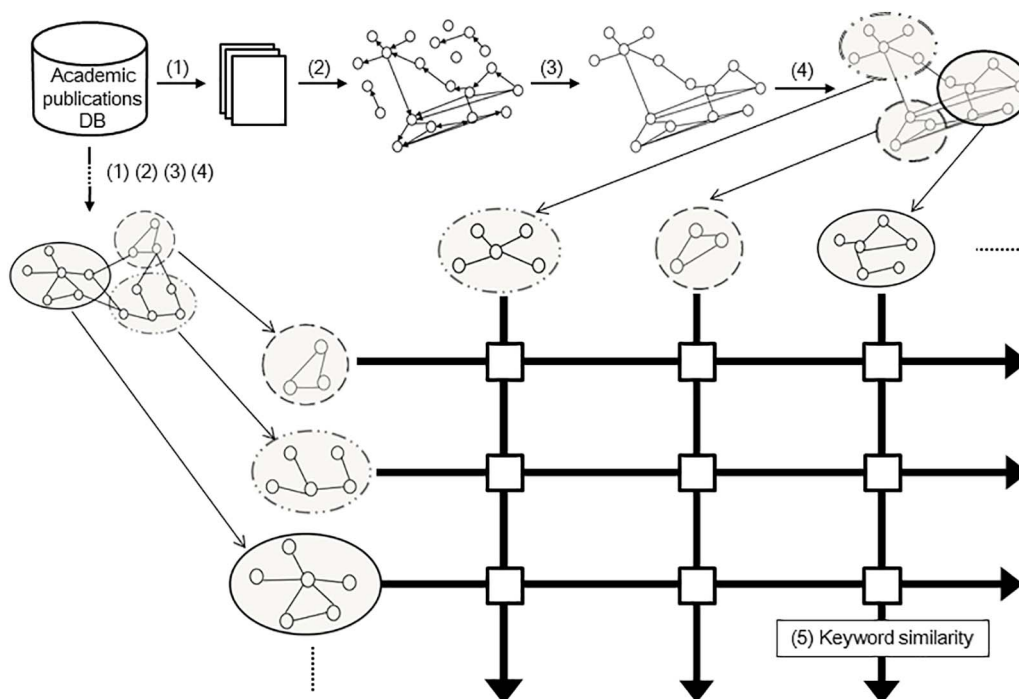 Academic
publications
DB
(1)
(2)
(3)
(4)
(1) (2) (3) (4)
(5) Keyword similarity